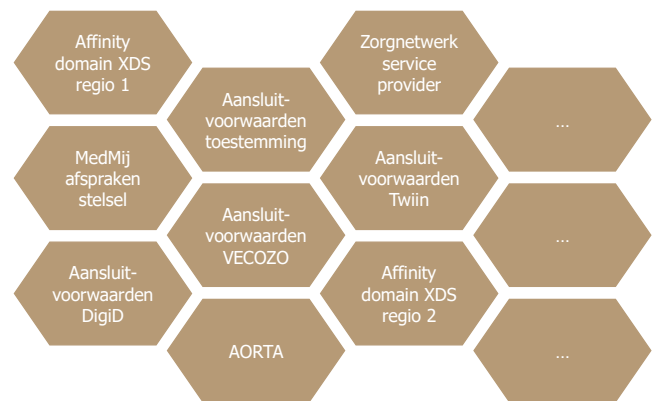 Affinity
domain XDS
regio 1
MedMij
afspraken
stelsel
Aansluit-
voorwaarden
DigiD
Aansluit-
voorwaarden
toestemming
Aansluit-
voorwaarden
VECOZO
AORTA
Zorgnetwerk
service
provider
Aansluit-
voorwaarden
Twiin
Affinity
domain XDS
regio 2
...
...
...